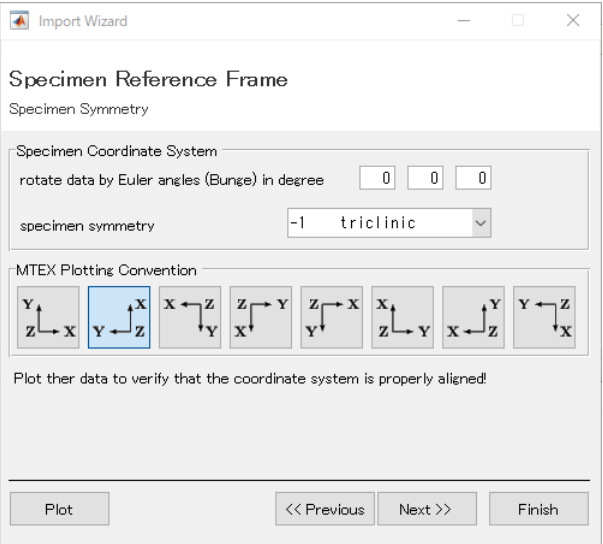 Import Wizard
Specimen Reference Frame
Specimen Symmetry
Specimen Coordinate System
rotate data by Euler angles (Bunge) in degree 0 0 0
specimen symmetry -1 triclinic
MTEX Plotting Convention
Y X X Z Z Y Z X X Y Y Z
Z X Y Z Y X Y Z Y X Z X
Plot ther data to verify that the coordinate system is properly aligned!
Plot << Previous Next >> Finish